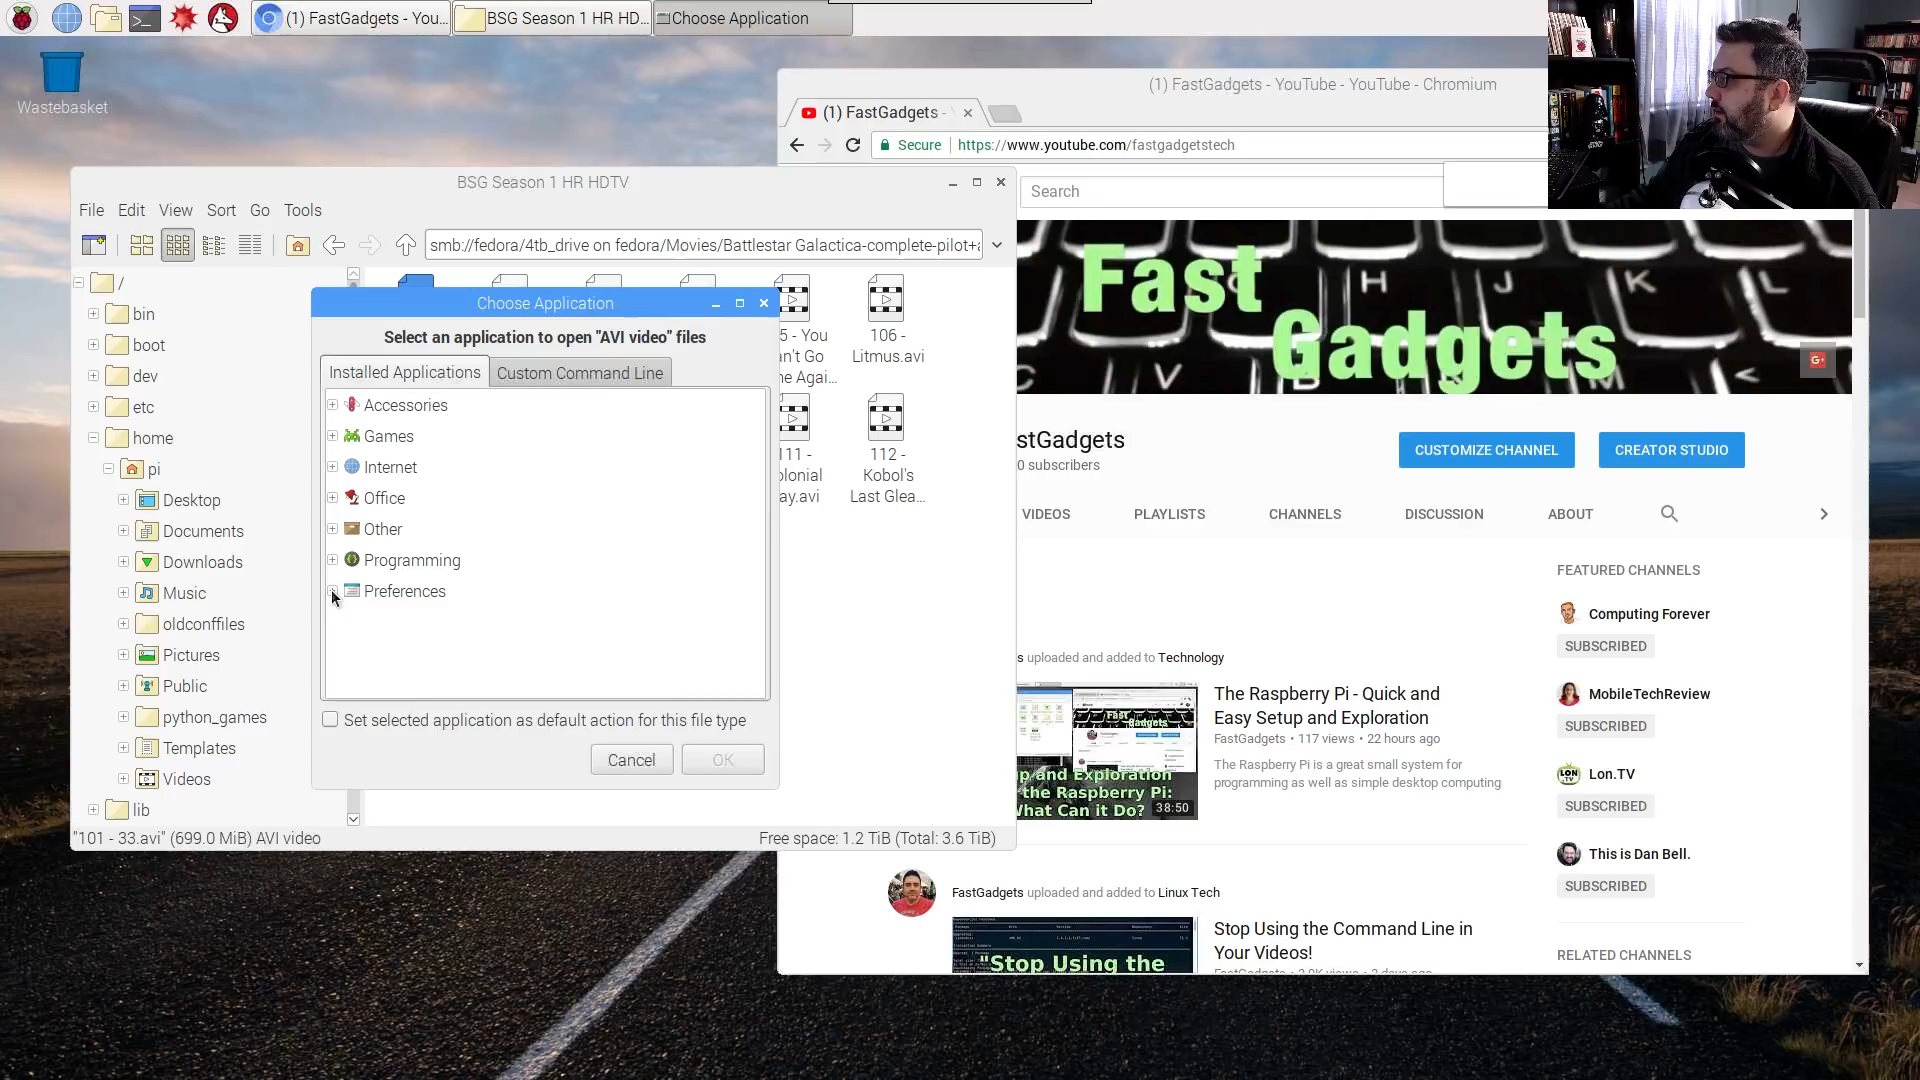 (1) FastGadgets - You...
BSG Season 1 HR HD...
Choose Application
Wastebasket
(1) FastGadgets - YouTube - YouTube - Chromium
(1) FastGadgets -
Secure
https://www.youtube.com/fastgadgetstech
Search
BSG Season 1 HR HDTV
File Edit View Sort Go Tools
smb://fedora/4tb_drive on fedora/Movies/Battlestar Galactica-complete-pilot+
/
bin
boot
dev
etc
home
pi
Desktop
Documents
Downloads
Music
oldconffiles
Pictures
Public
python_games
Templates
Videos
lib
Choose Application
Select an application to open "AVI video" files
Installed Applications
Custom Command Line
Accessories
Games
Internet
Office
Other
Programming
Preferences
Set selected application as default action for this file type
Cancel
OK
5 - You
n't Go
e Agai...
106 -
Litmus.avi
111 -
lonial
ay.avi
112 -
Kobol's
Last Glea...
"101 - 33.avi" (699.0 MiB) AVI video
Free space: 1.2 TiB (Total: 3.6 TiB)
Fast
Gadgets
G+
stGadgets
0 subscribers
CUSTOMIZE CHANNEL
CREATOR STUDIO
VIDEOS
PLAYLISTS
CHANNELS
DISCUSSION
ABOUT
s uploaded and added to Technology
up and Exploration
the Raspberry Pi:
What Can it Do?
38:50
The Raspberry Pi - Quick and
Easy Setup and Exploration
FastGadgets • 117 views • 22 hours ago
The Raspberry Pi is a great small system for
programming as well as simple desktop computing
FastGadgets uploaded and added to Linux Tech
"Stop Using the
Stop Using the Command Line in
Your Videos!
FEATURED CHANNELS
Computing Forever
SUBSCRIBED
MobileTechReview
SUBSCRIBED
LON
.TV
Lon.TV
SUBSCRIBED
This is Dan Bell.
SUBSCRIBED
RELATED CHANNELS